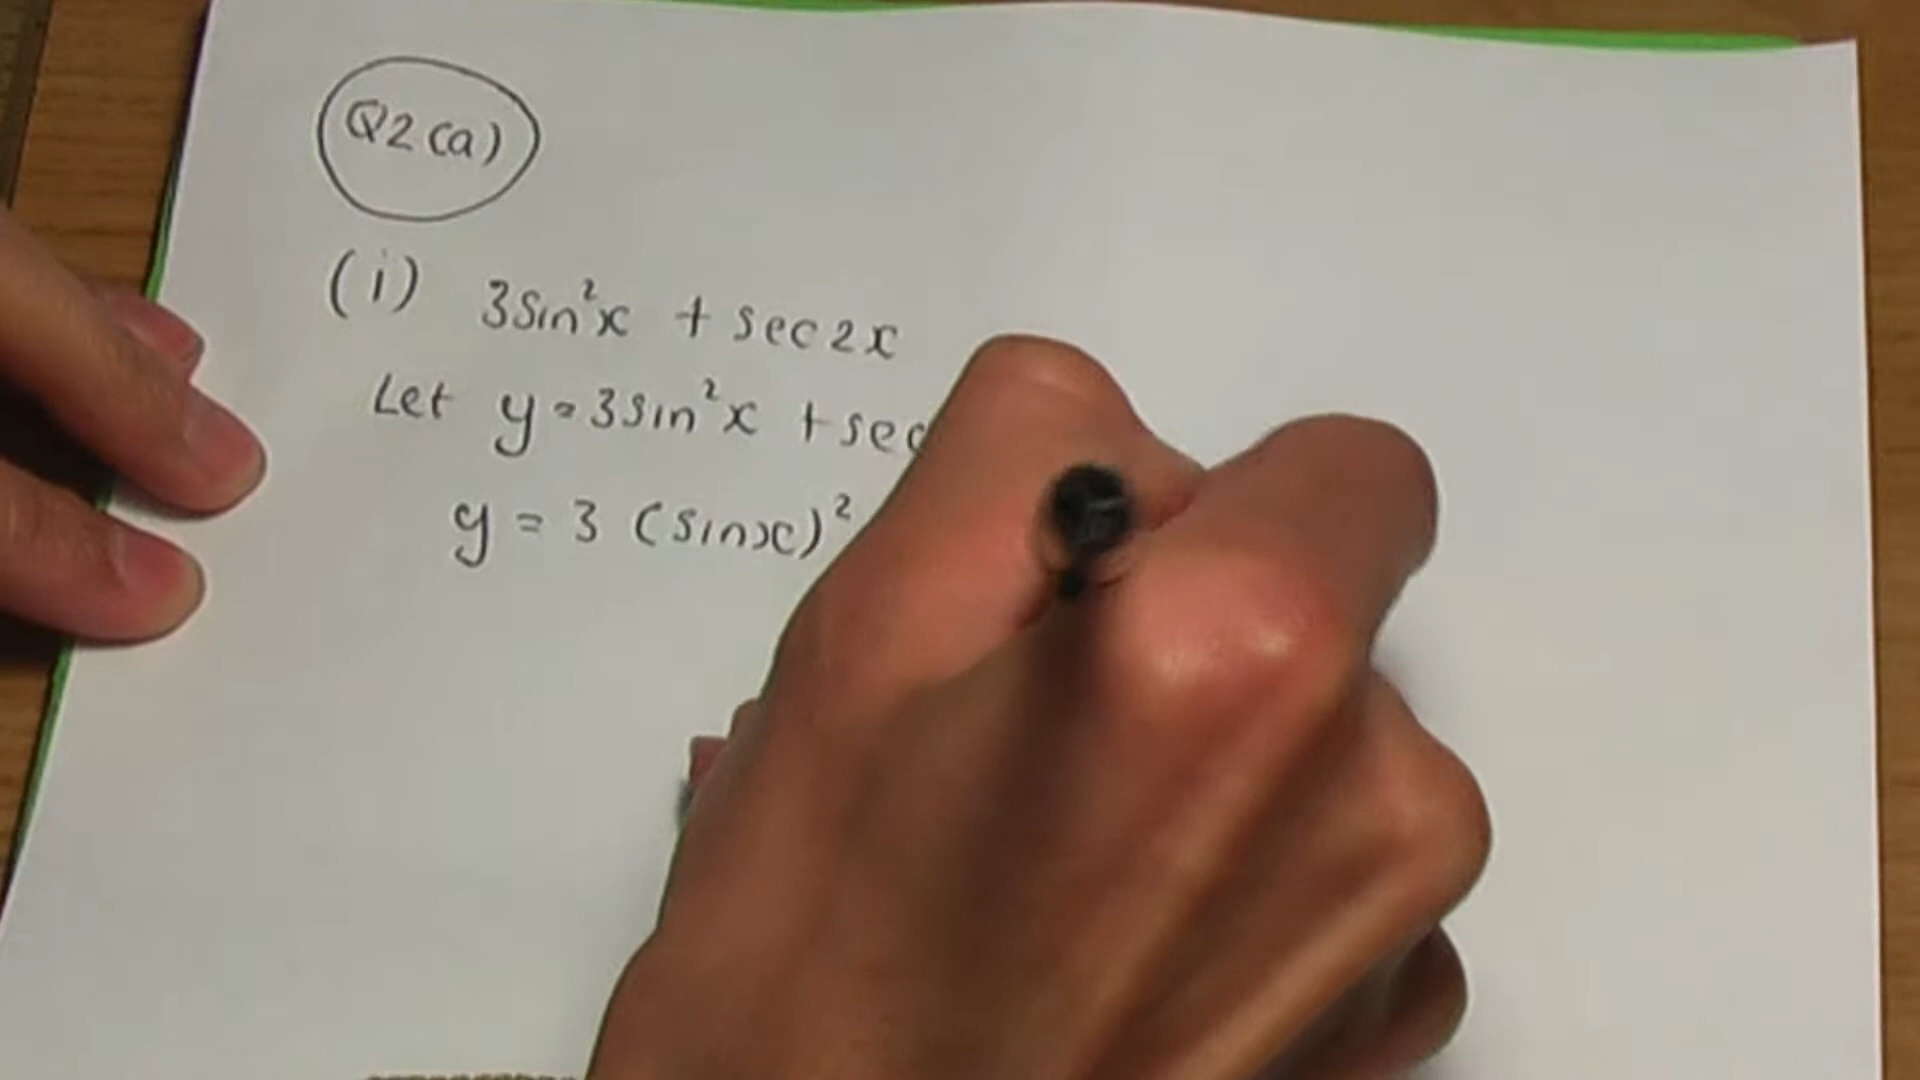 Q2(a)
(i) 3sin²x + sec2x
Let y = 3sin²x + sec
y = 3 (sinx)²